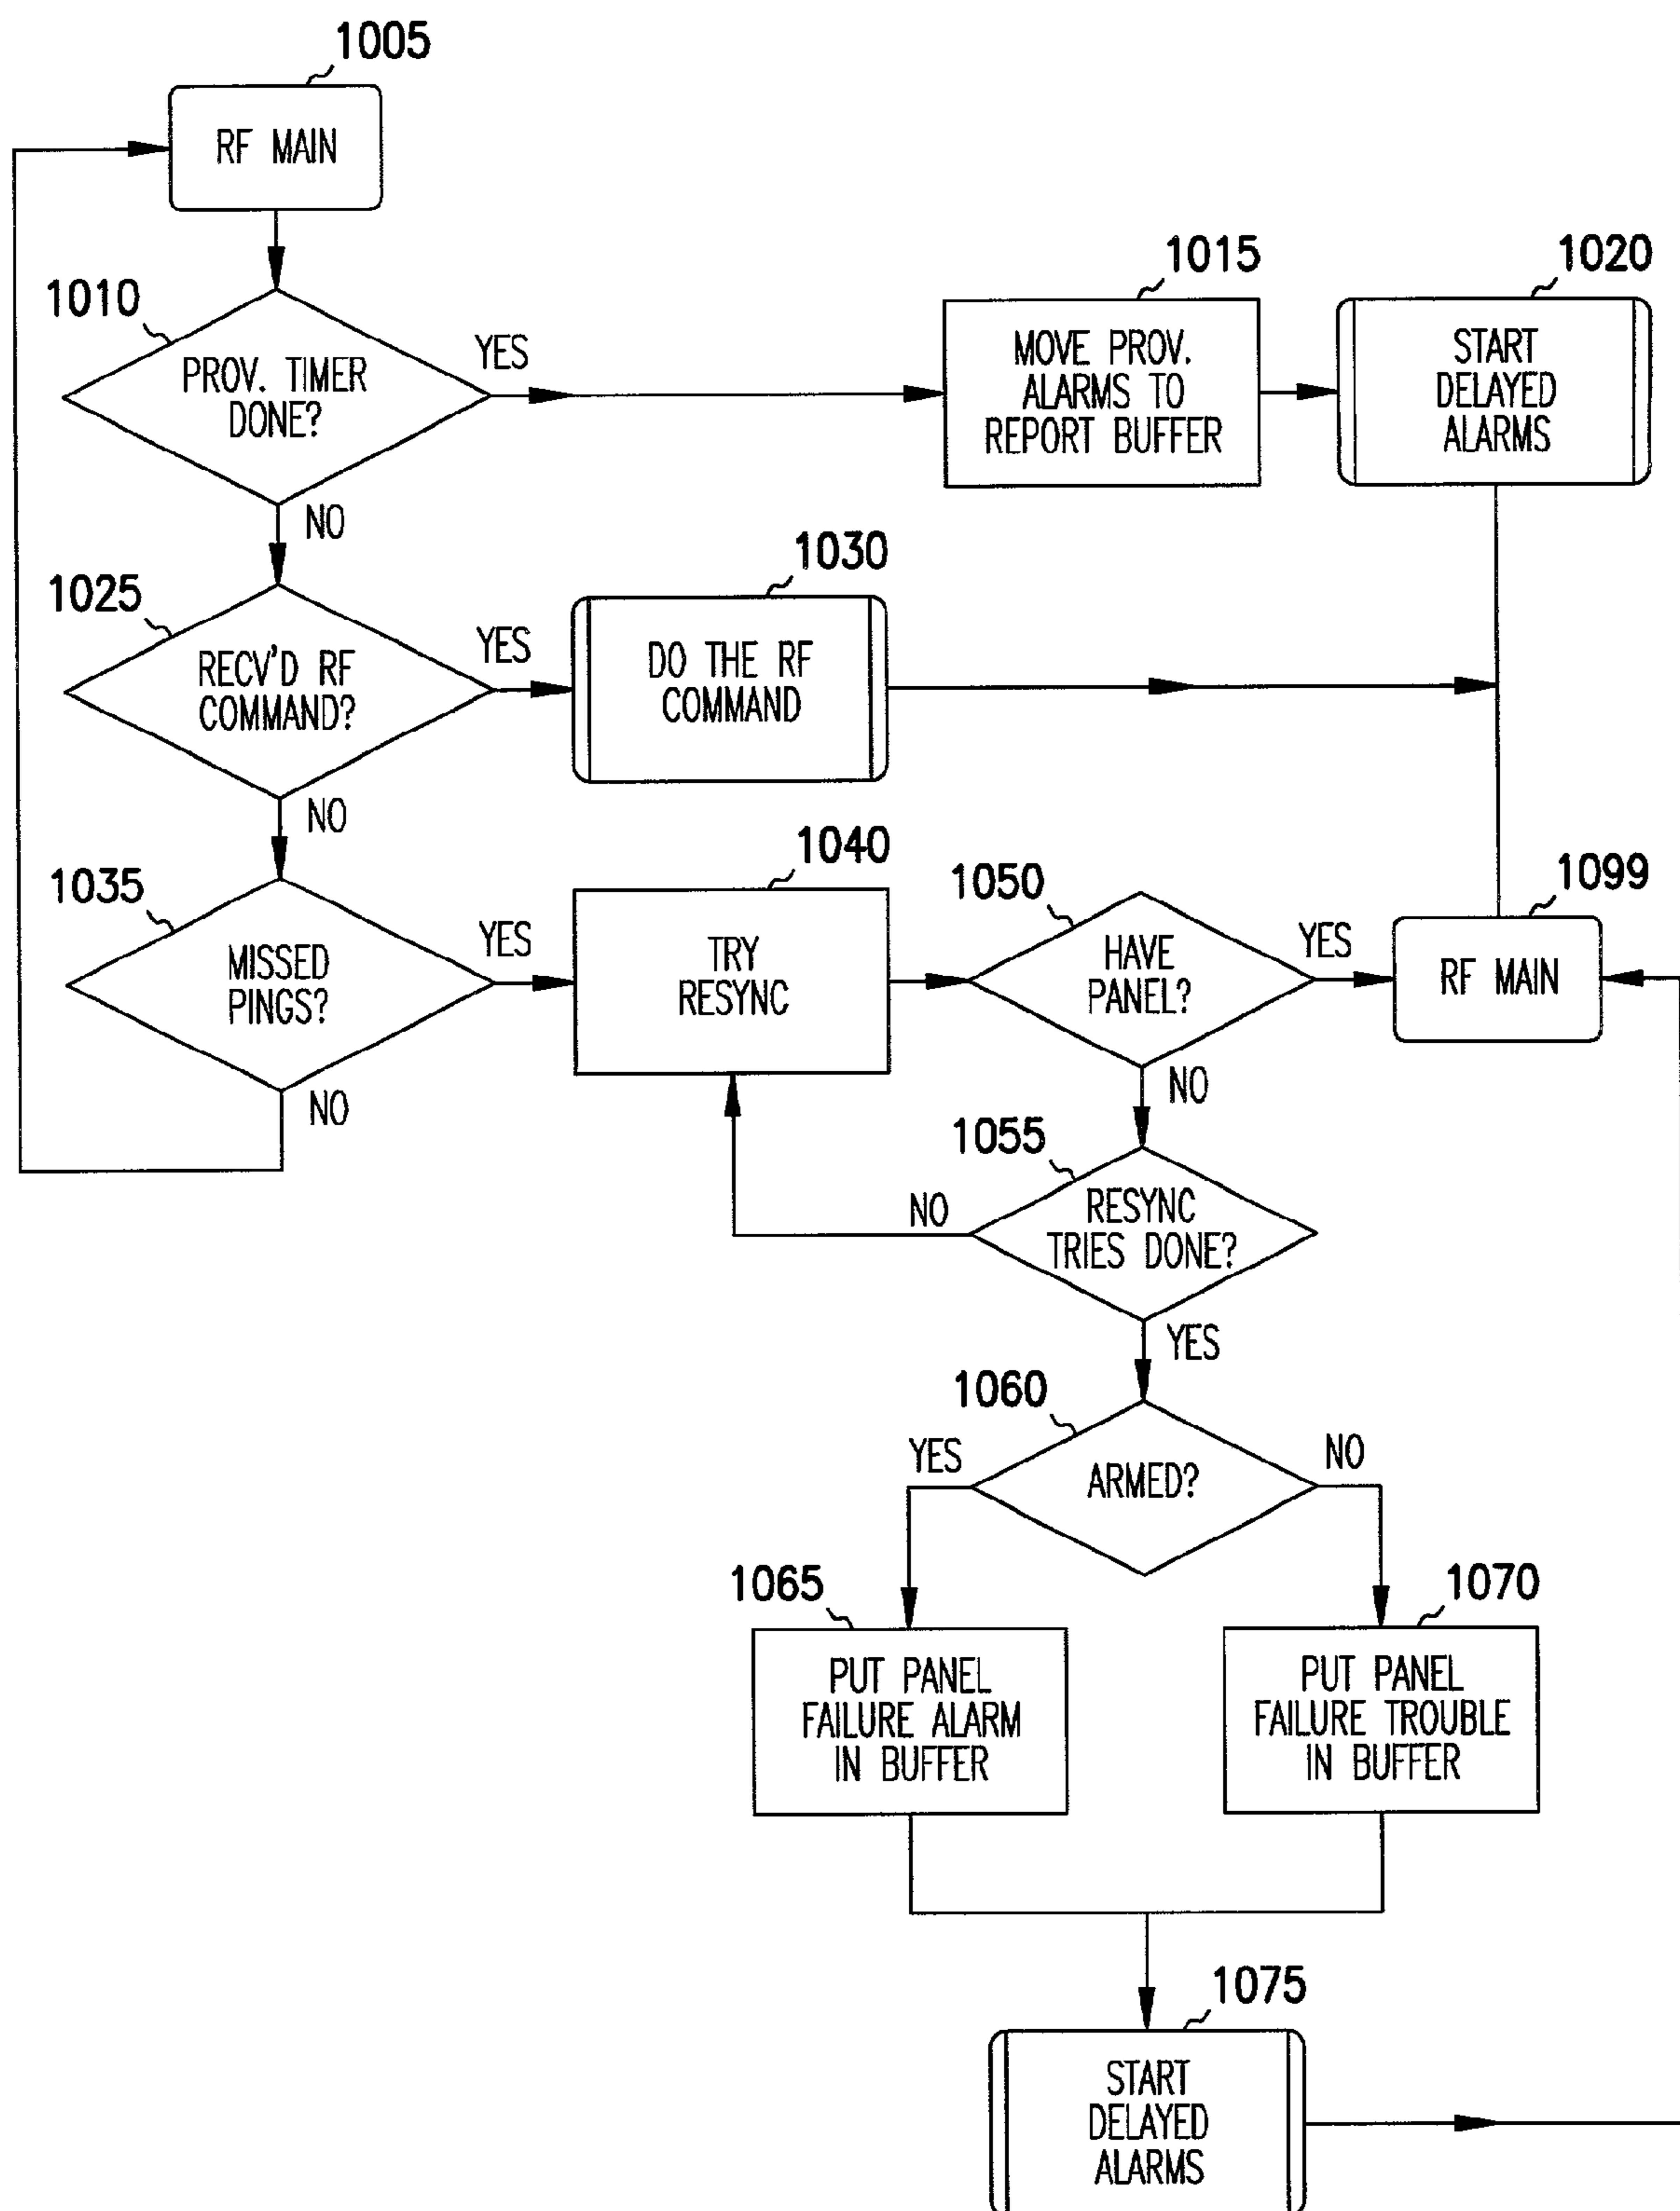 1005
RF MAIN
1010
PROV. TIMER
DONE?
YES
NO
1015
MOVE PROV.
ALARMS TO
REPORT BUFFER
1020
START
DELAYED
ALARMS
1025
RECV'D RF
COMMAND?
YES
NO
1030
DO THE RF
COMMAND
1035
MISSED
PINGS?
YES
NO
1040
TRY
RESYNC
1050
HAVE
PANEL?
YES
NO
1099
RF MAIN
1055
RESYNC
TRIES DONE?
NO
YES
1060
ARMED?
YES
NO
1065
PUT PANEL
FAILURE ALARM
IN BUFFER
1070
PUT PANEL
FAILURE TROUBLE
IN BUFFER
1075
START
DELAYED
ALARMS